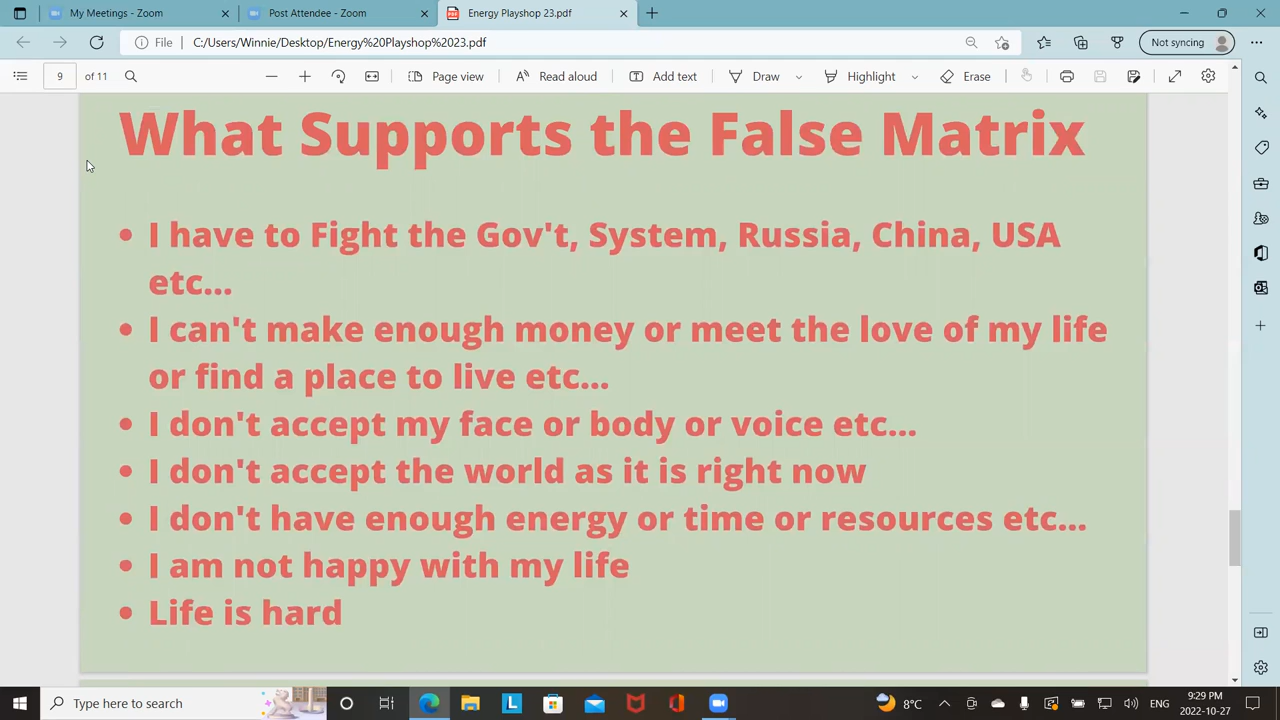 My Meetings - Zoom
Post Attendee - Zoom
Energy Playshop 23.pdf
File
C:/Users/Winnie/Desktop/Energy%20Playshop%2023.pdf
Not syncing
9
of 11
Page view
Read aloud
Add text
Draw
Highlight
Erase
What Supports the False Matrix
• I have to Fight the Gov't, System, Russia, China, USA
etc...
• I can't make enough money or meet the love of my life
or find a place to live etc...
• I don't accept my face or body or voice etc...
• I don't accept the world as it is right now
• I don't have enough energy or time or resources etc...
• I am not happy with my life
• Life is hard
Type here to search
L
8°C
ENG
9:29 PM
2022-10-27